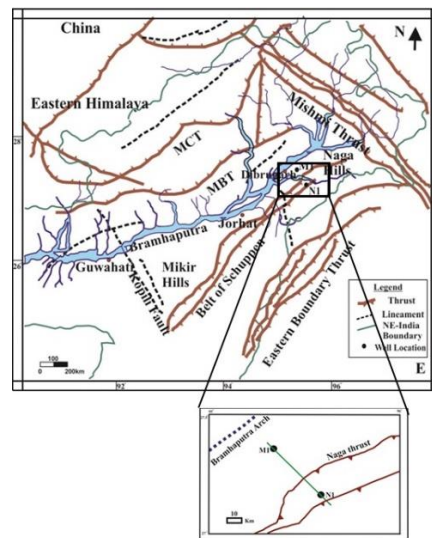 China
N
Eastern Himalaya
Mishmi Thrust
28
MCT
Naga
Hills
M1
Dibrugarh
MBT
N1
Bramhaputra
Jorhat
26
Guwahati
Mikir
Hills
Kopili Fault
Belt of Schuppen
Eastern Boundary Thrust
Legend
Thrust
Lineament
NE-India
Boundary
Well Location
100
200km
E
92
94
96
Bramhaputra Arch
M1
Naga thrust
N1
10
Km